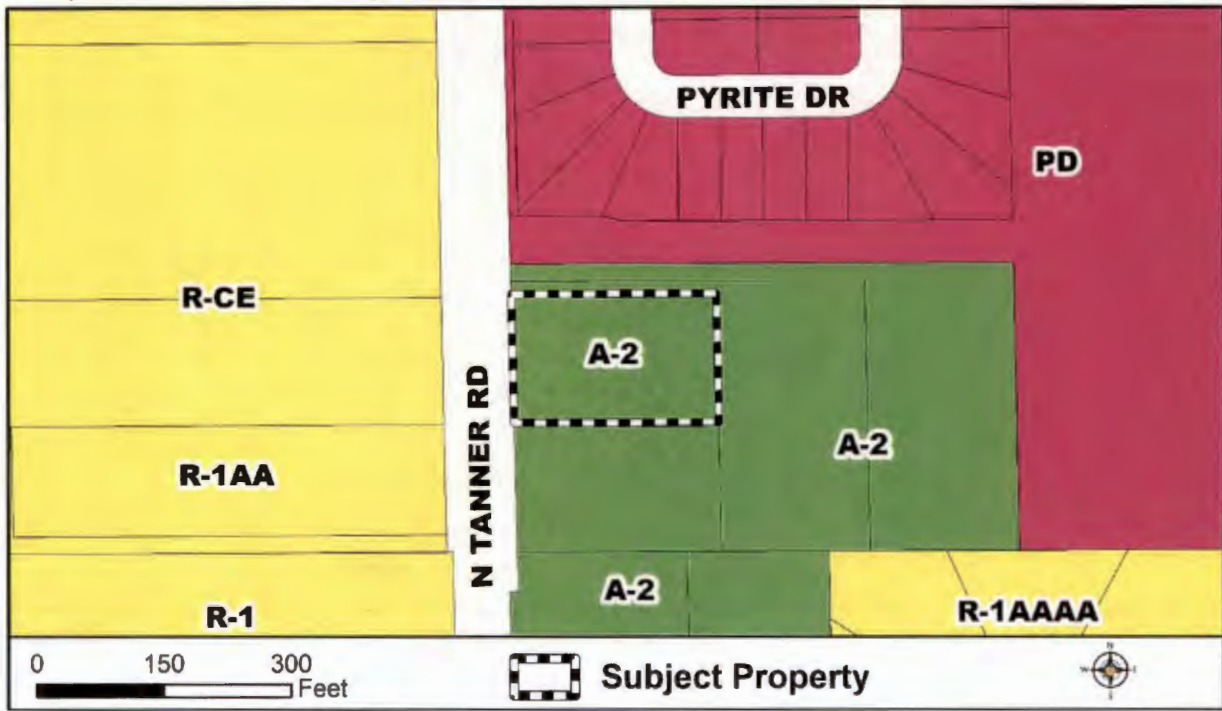 PYRITE DR
PD
R-CE
A-2
N TANNER RD
A-2
R-1AA
A-2
R-1AAAA
R-1
0 150 300
Feet
Subject Property
N
W E
S